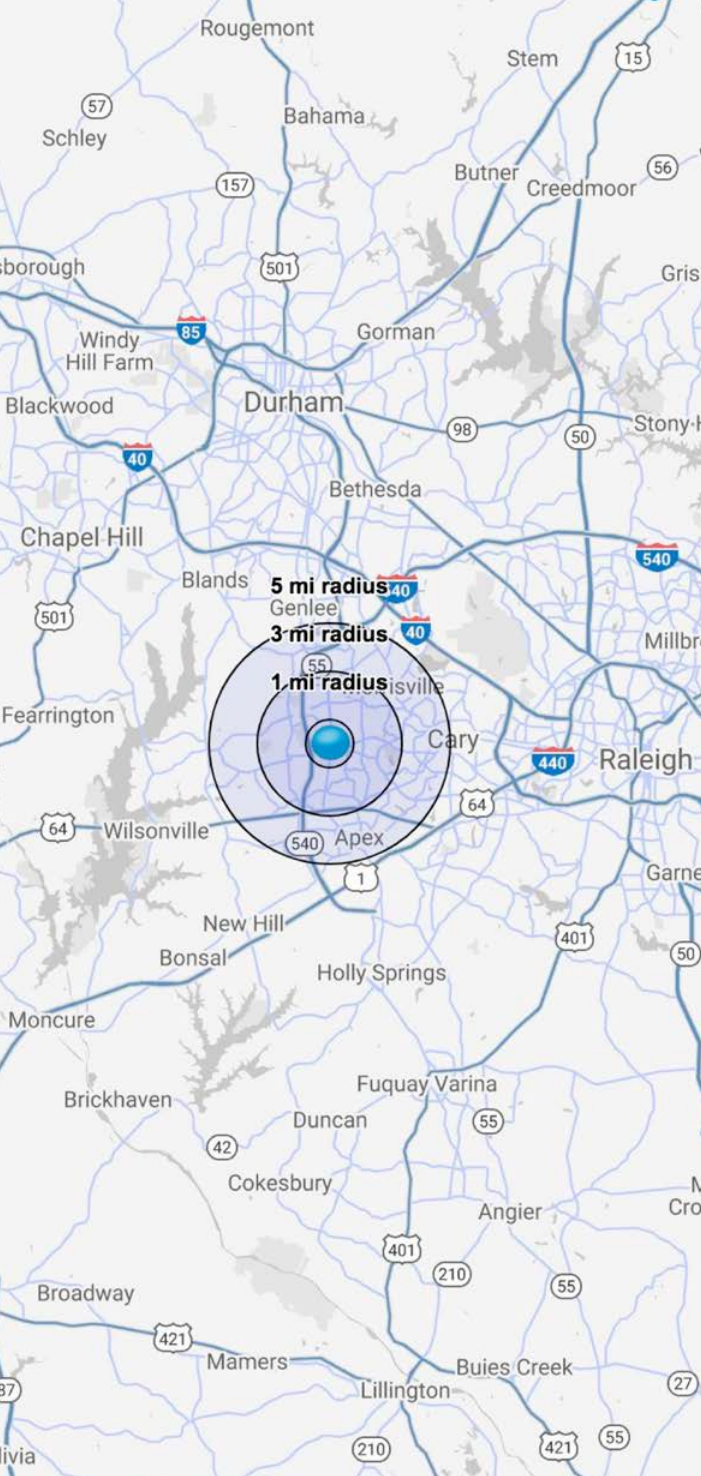 Rougemont
Stem
15
57
Bahama
Schley
56
Butner
157
Creedmoor
501
sborough
Gris
85
Gorman
Windy
Hill Farm
Durham
Blackwood
Stony
98
50
40
Bethesda
Chapel Hill
540
Blands
5 mi radius
40
Genlee
501
3 mi radius
40
Millbr
55
1 mi radius
isville
Fearrington
Cary
440
Raleigh
64
64
Wilsonville
540
Apex
1
Garne
New Hill
401
50
Bonsal
Holly Springs
Moncure
Fuquay Varina
Brickhaven
Duncan
55
42
Cokesbury
M
Cro
Angier
401
210
55
Broadway
421
Mamers
Buies Creek
27
87
Lillington
421
55
210
livia